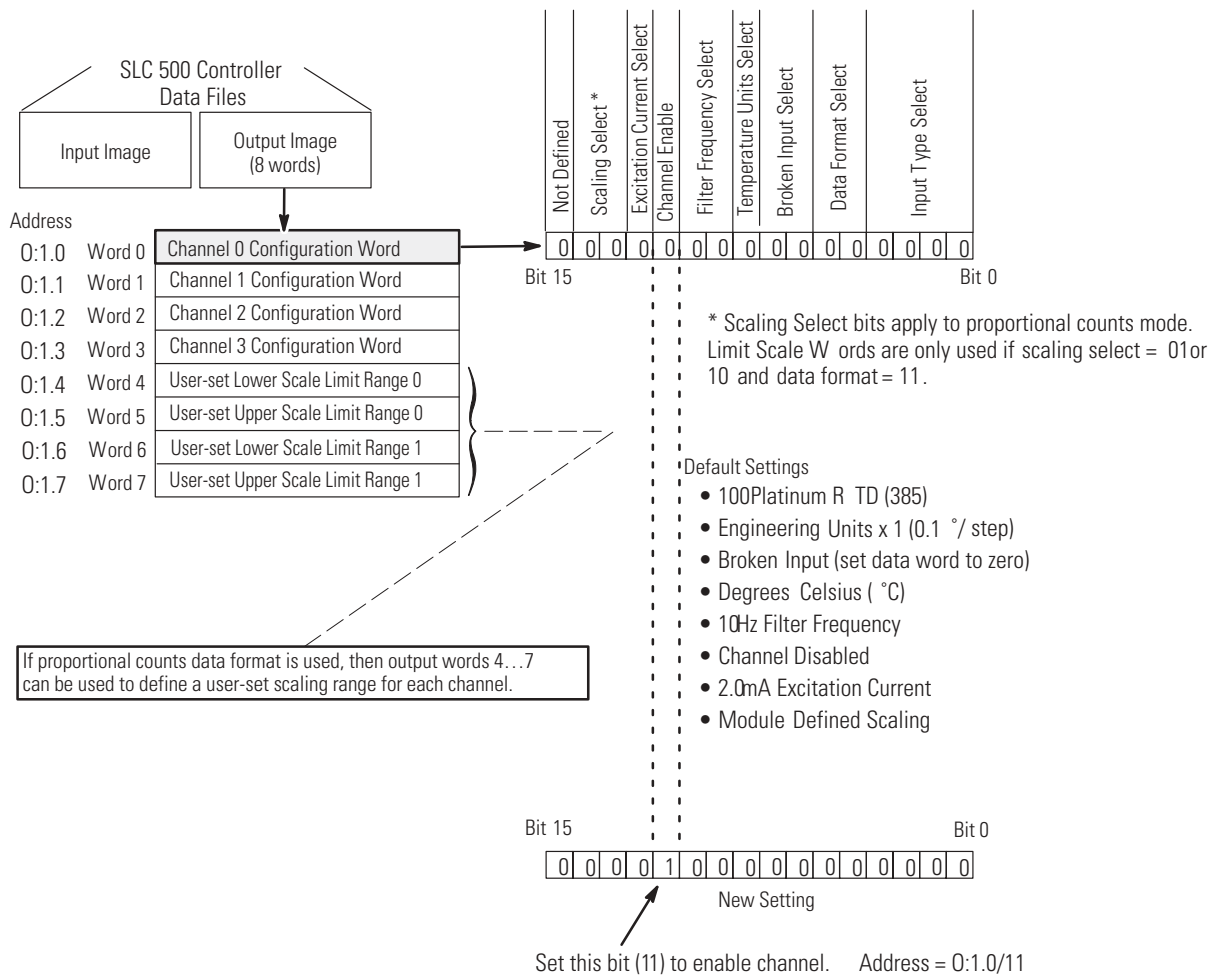 SLC 500 Controller
Data Files
Input Image
Output Image
(8 words)
Address
O:1.0 Word 0 Channel 0 Configuration Word
O:1.1 Word 1 Channel 1 Configuration Word
O:1.2 Word 2 Channel 2 Configuration Word
O:1.3 Word 3 Channel 3 Configuration Word
O:1.4 Word 4 User-set Lower Scale Limit Range 0
O:1.5 Word 5 User-set Upper Scale Limit Range 0
O:1.6 Word 6 User-set Lower Scale Limit Range 1
O:1.7 Word 7 User-set Upper Scale Limit Range 1
Not Defined
Scaling Select *
Excitation Current Select
Channel Enable
Filter Frequency Select
Temperature Units Select
Broken Input Select
Data Format Select
Input Type Select
0 0 0 0 0 0 0 0 0 0 0 0 0 0 0 0
Bit 15 Bit 0
* Scaling Select bits apply to proportional counts mode.
Limit Scale W ords are only used if scaling select = 01or
10 and data format = 11.
Default Settings
• 100Platinum R TD (385)
• Engineering Units x 1 (0.1 °/ step)
• Broken Input (set data word to zero)
• Degrees Celsius ( °C)
• 10Hz Filter Frequency
• Channel Disabled
• 2.0mA Excitation Current
• Module Defined Scaling
If proportional counts data format is used, then output words 4...7
can be used to define a user-set scaling range for each channel.
Bit 15 Bit 0
0 0 0 0 1 0 0 0 0 0 0 0 0 0 0 0
New Setting
Set this bit (11) to enable channel. Address = O:1.0/11